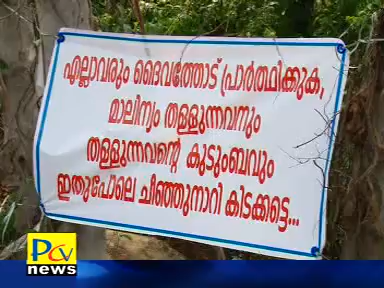 എല്ലാവരും ദൈവത്തോട് പ്രാർത്ഥിക്കുക,
മാലിന്യം തള്ളുന്നവനും
തള്ളുന്നവന്റെ കുടുംബവും
ഇതുപോലെ ചിഞ്ഞുനാറി കിടക്കട്ടെ...
PCV
news